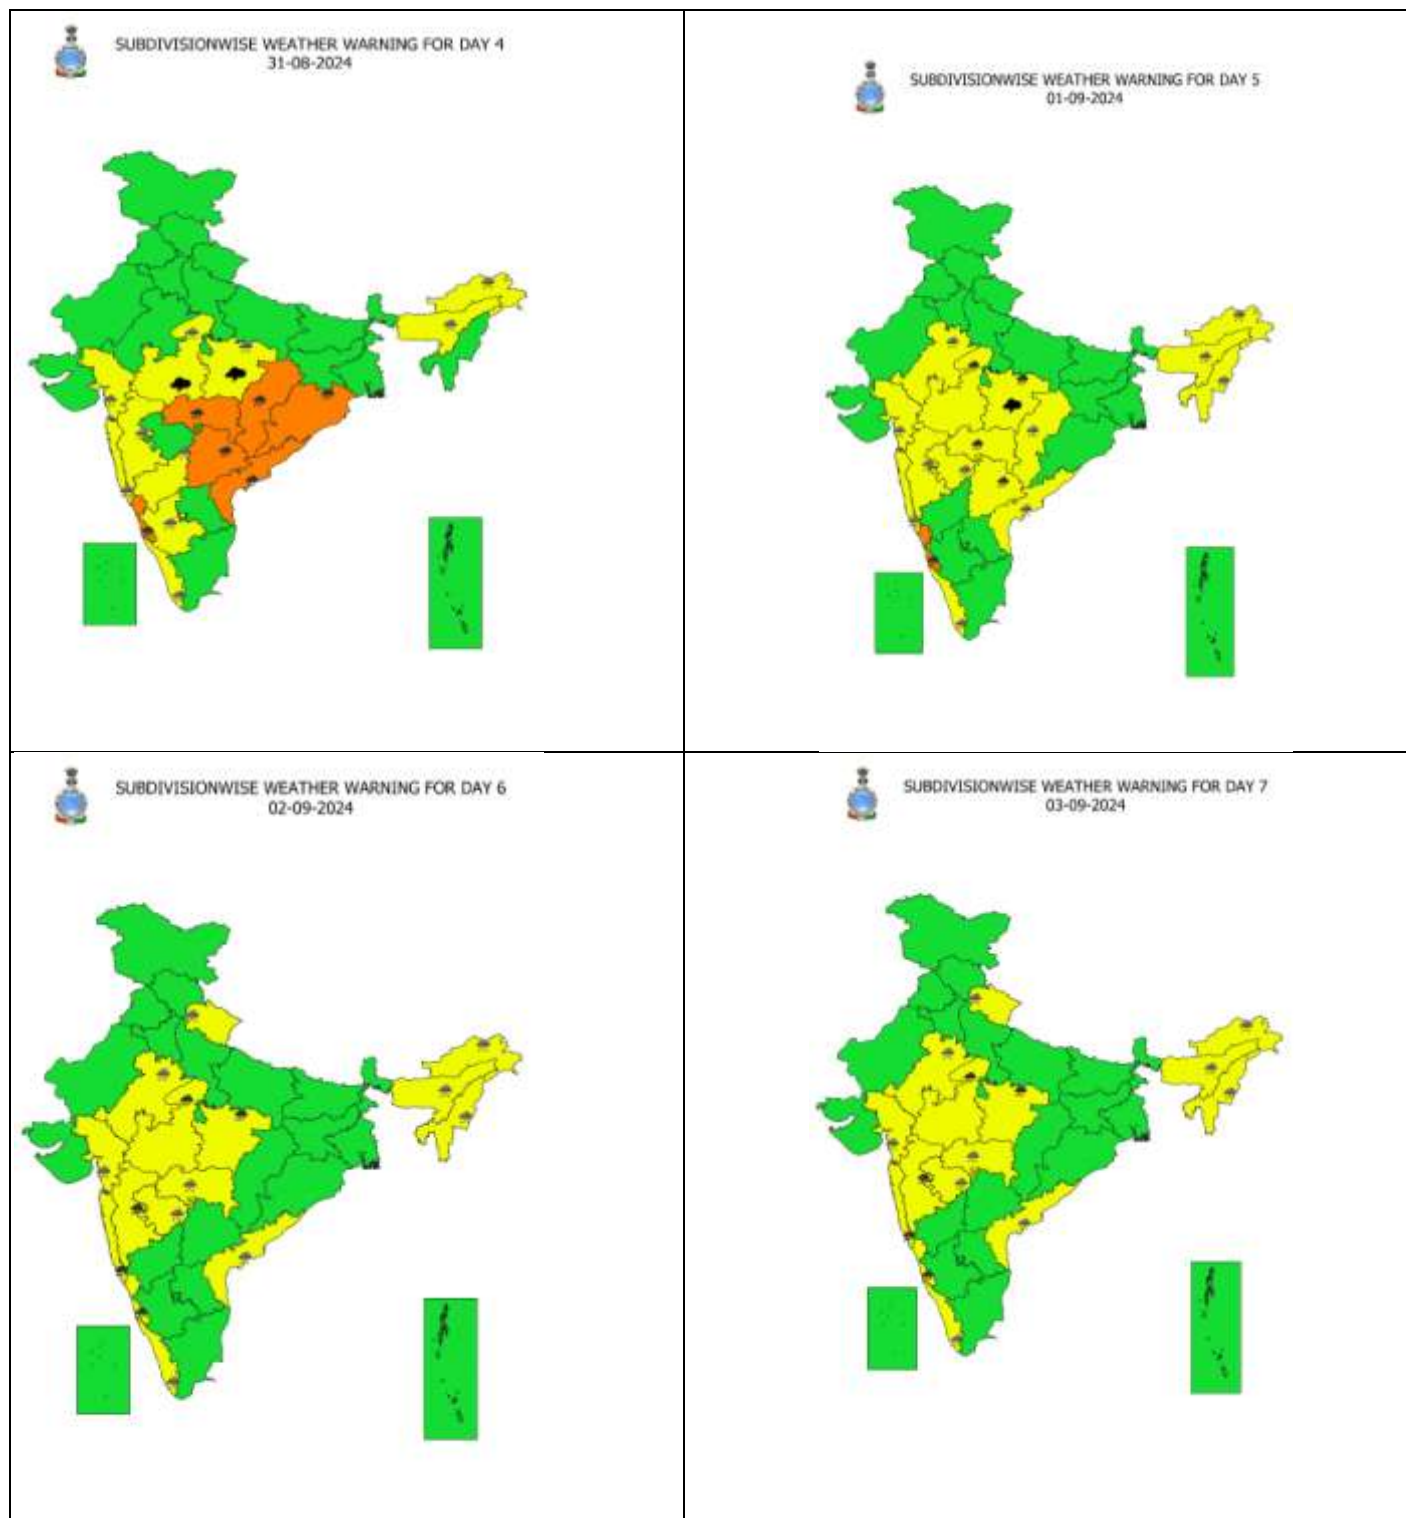 SUBDIVISIONWISE WEATHER WARNING FOR DAY 4
31-08-2024
SUBDIVISIONWISE WEATHER WARNING FOR DAY 5
01-09-2024
SUBDIVISIONWISE WEATHER WARNING FOR DAY 6
02-09-2024
SUBDIVISIONWISE WEATHER WARNING FOR DAY 7
03-09-2024